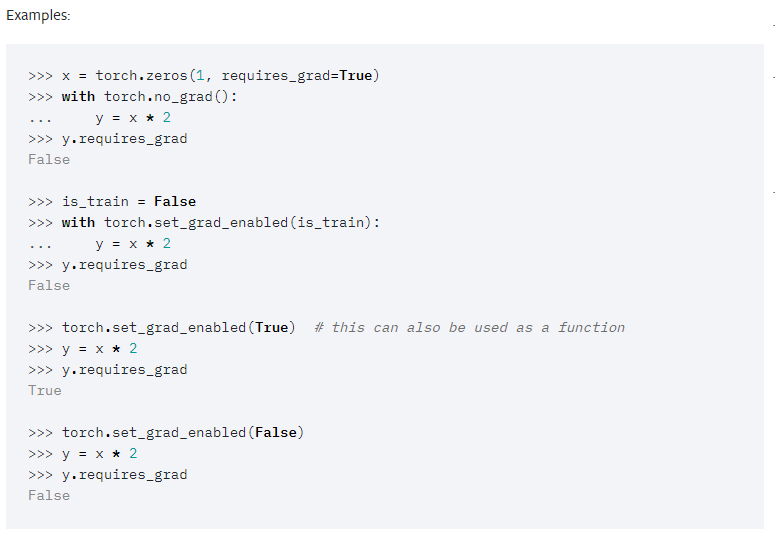 Examples:
>>> x = torch.zeros(1, requires_grad=True)
>>> with torch.no_grad():
...     y = x * 2
>>> y.requires_grad
False
>>> is_train = False
>>> with torch.set_grad_enabled(is_train):
...     y = x * 2
>>> y.requires_grad
False
>>> torch.set_grad_enabled(True)  # this can also be used as a function
>>> y = x * 2
>>> y.requires_grad
True
>>> torch.set_grad_enabled(False)
>>> y = x * 2
>>> y.requires_grad
False